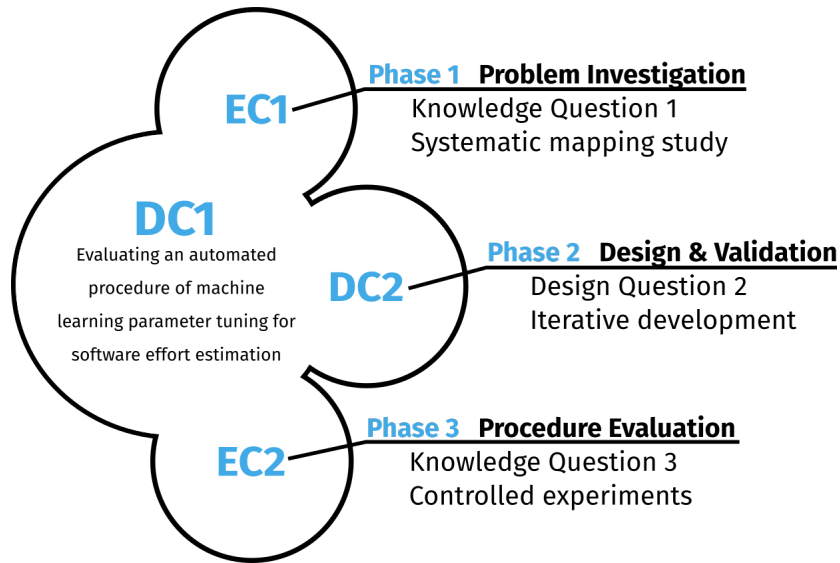 EC1
Phase 1 Problem Investigation
Knowledge Question 1
Systematic mapping study
DC1
Evaluating an automated
procedure of machine
learning parameter tuning for
software effort estimation
DC2
Phase 2 Design & Validation
Design Question 2
Iterative development
EC2
Phase 3 Procedure Evaluation
Knowledge Question 3
Controlled experiments